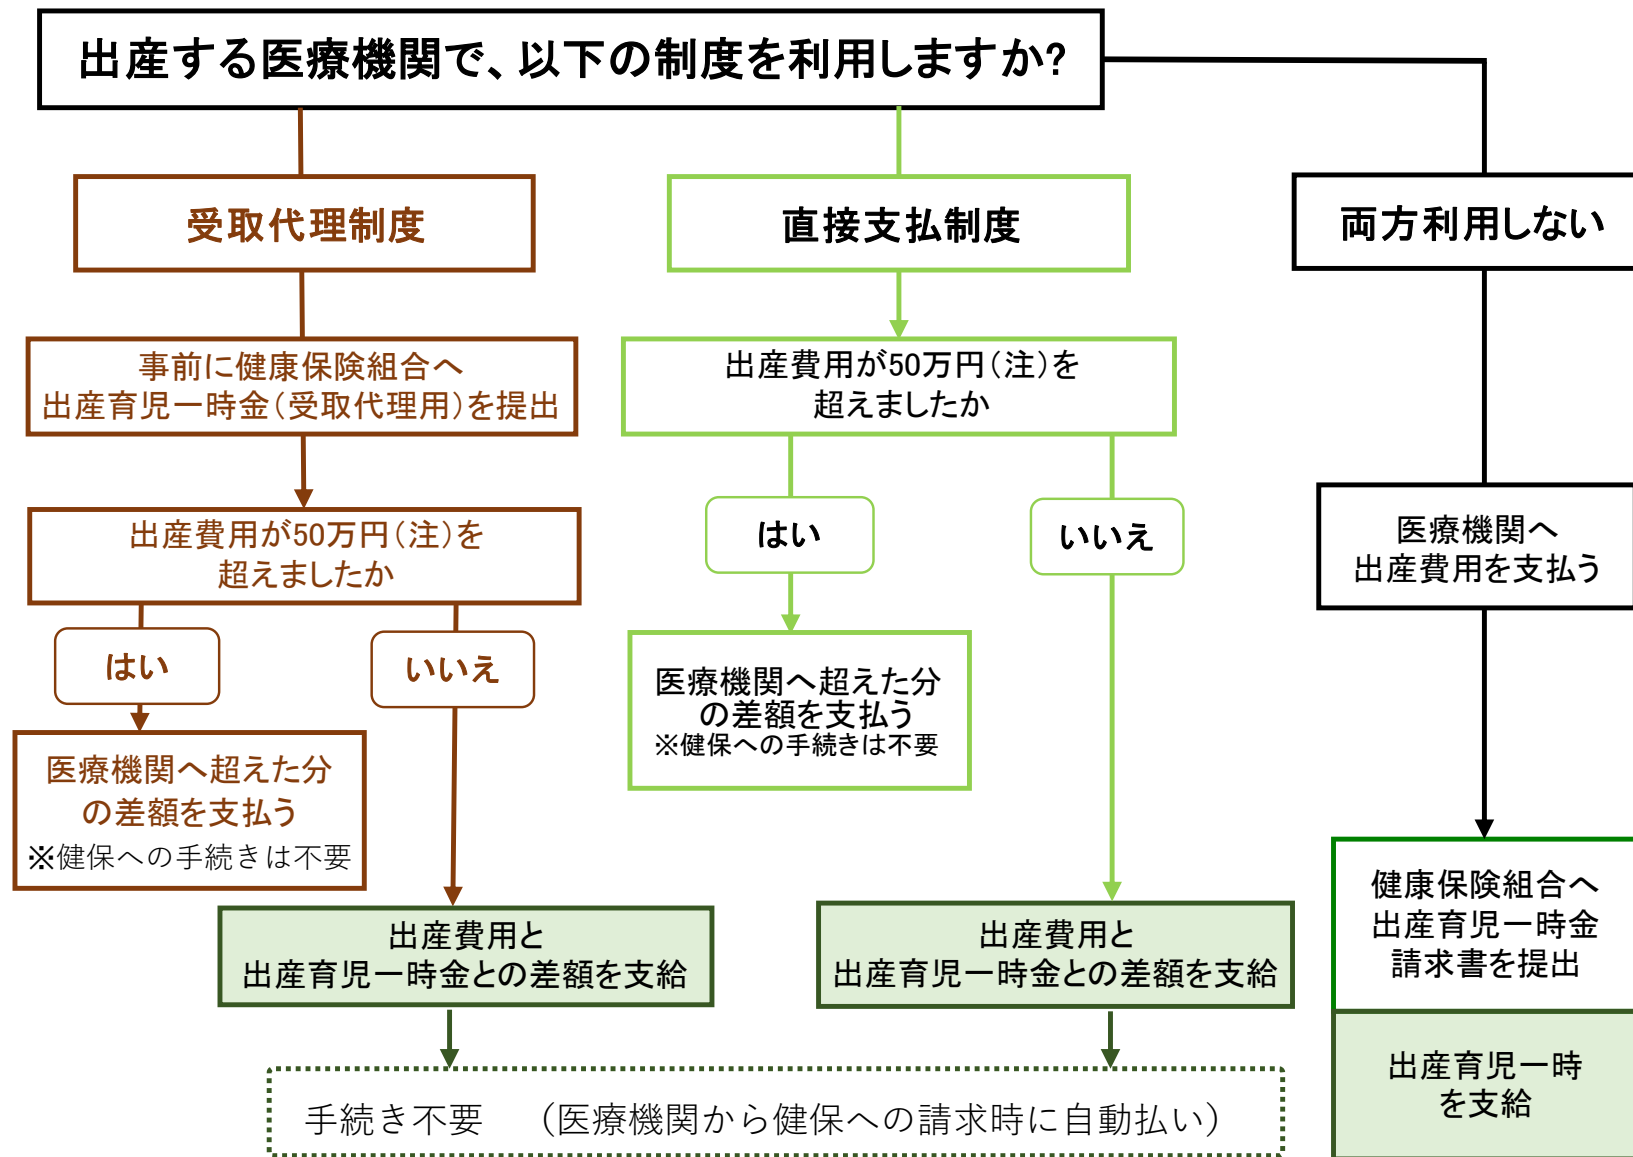 出産する医療機関で、以下の制度を利用しますか?
受取代理制度
直接支払制度
両方利用しない
事前に健康保険組合へ
出産育児一時金（受取代理用）を提出
出産費用が50万円（注）を
超えましたか
出産費用が50万円（注）を
超えましたか
はい
いいえ
はい
いいえ
医療機関へ
出産費用を支払う
医療機関へ超えた分
の差額を支払う
※健保への手続きは不要
医療機関へ超えた分
の差額を支払う
※健保への手続きは不要
出産費用と
出産育児一時金との差額を支給
出産費用と
出産育児一時金との差額を支給
健康保険組合へ
出産育児一時金
請求書を提出
出産育児一時
を支給
手続き不要　（医療機関から健保への請求時に自動払い）